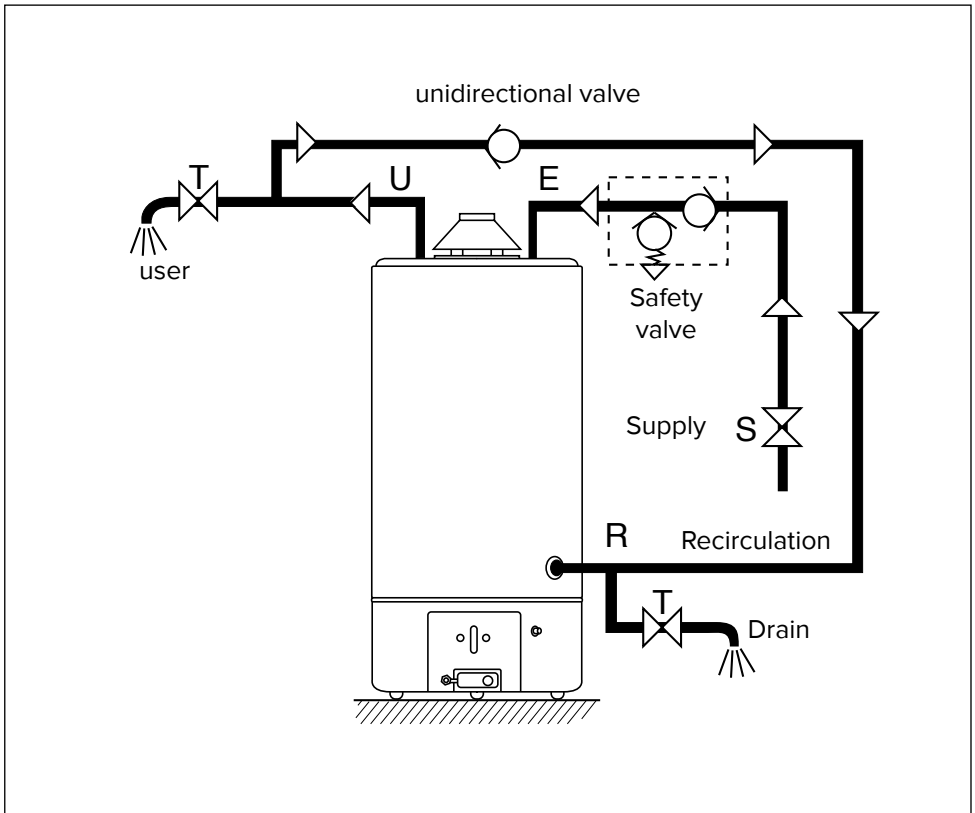 unidirectional valve
T
U
E
user
Safety
valve
Supply
S
R
Recirculation
T
Drain